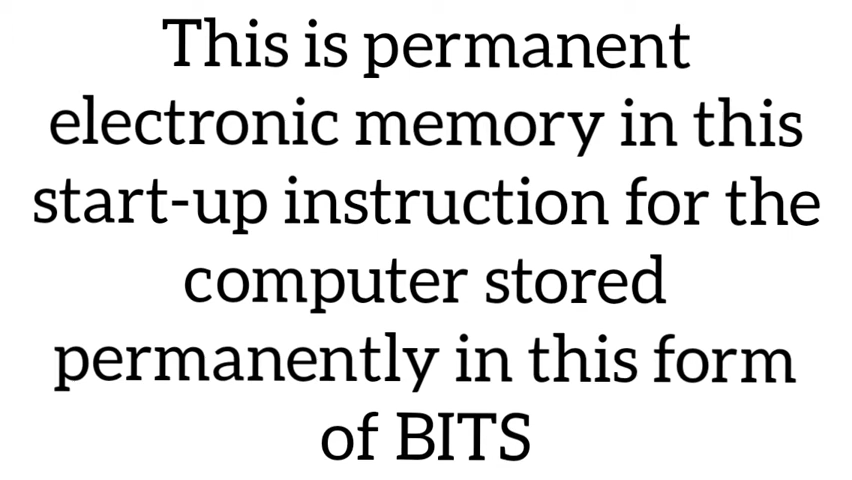 This is permanent
electronic memory in this
start-up instruction for the
computer stored
permanently in this form
of BITS